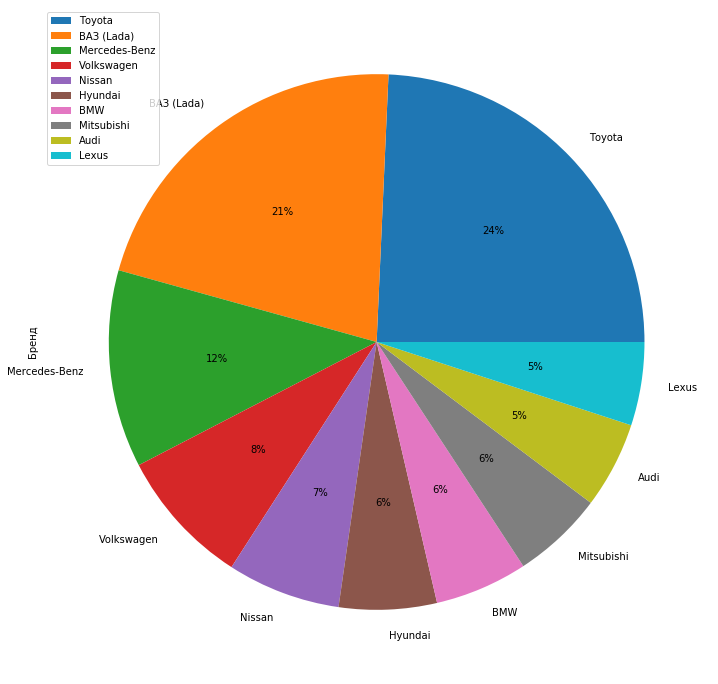 Toyota
ВАЗ (Lada)
Mercedes-Benz
Volkswagen
Nissan
Hyundai
BMW
Mitsubishi
Audi
Lexus
ВАЗ (Lada)
Toyota
21%
24%
Бренд
Mercedes-Benz
12%
5%
Lexus
5%
8%
6%
Audi
7%
6%
6%
Volkswagen
Mitsubishi
Nissan
BMW
Hyundai